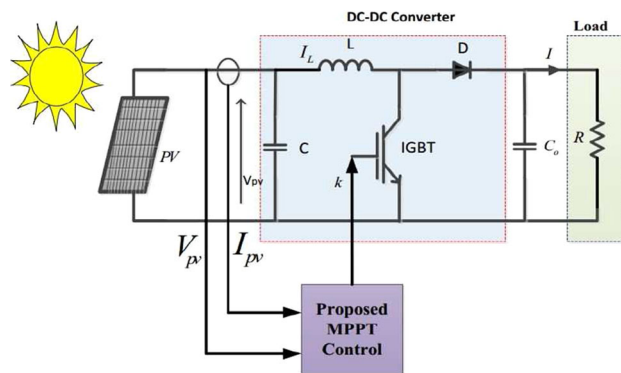 DC-DC Converter
Load
I_L
L
D
I
PV
V_pv
C
IGBT
k
C_o
R
V_pv
I_pv
Proposed
MPPT
Control